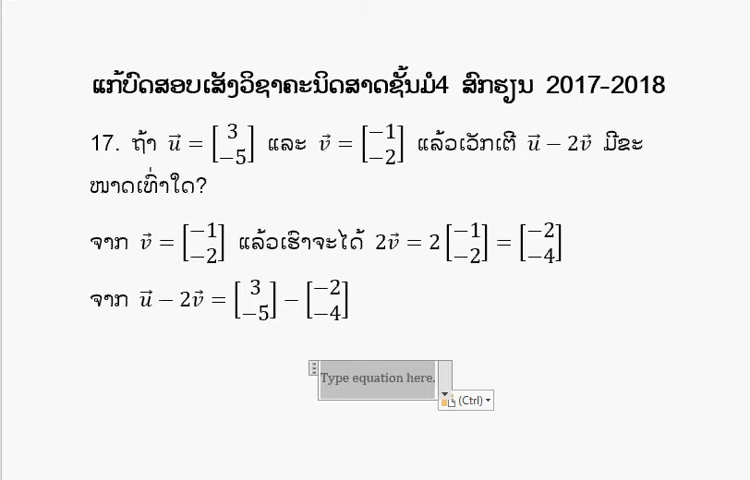 ແກ້ບົດສອບເສັງວິຊາຄະນິດສາດຊັ້ນມໍ4 ສົກຮຽນ 2017-2018
17. ຖ້າ u⃗ = [3 −5] ແລະ v⃗ = [−1 −2] ແລ້ວເວັກເຕີ u⃗ − 2v⃗ ມີຂະ
ໜາດເທົ່າໃດ?
ຈາກ v⃗ = [−1 −2] ແລ້ວເຮົາຈະໄດ້ 2v⃗ = 2[−1 −2] = [−2 −4]
ຈາກ u⃗ − 2v⃗ = [3 −5] − [−2 −4]
Type equation here.
(Ctrl)